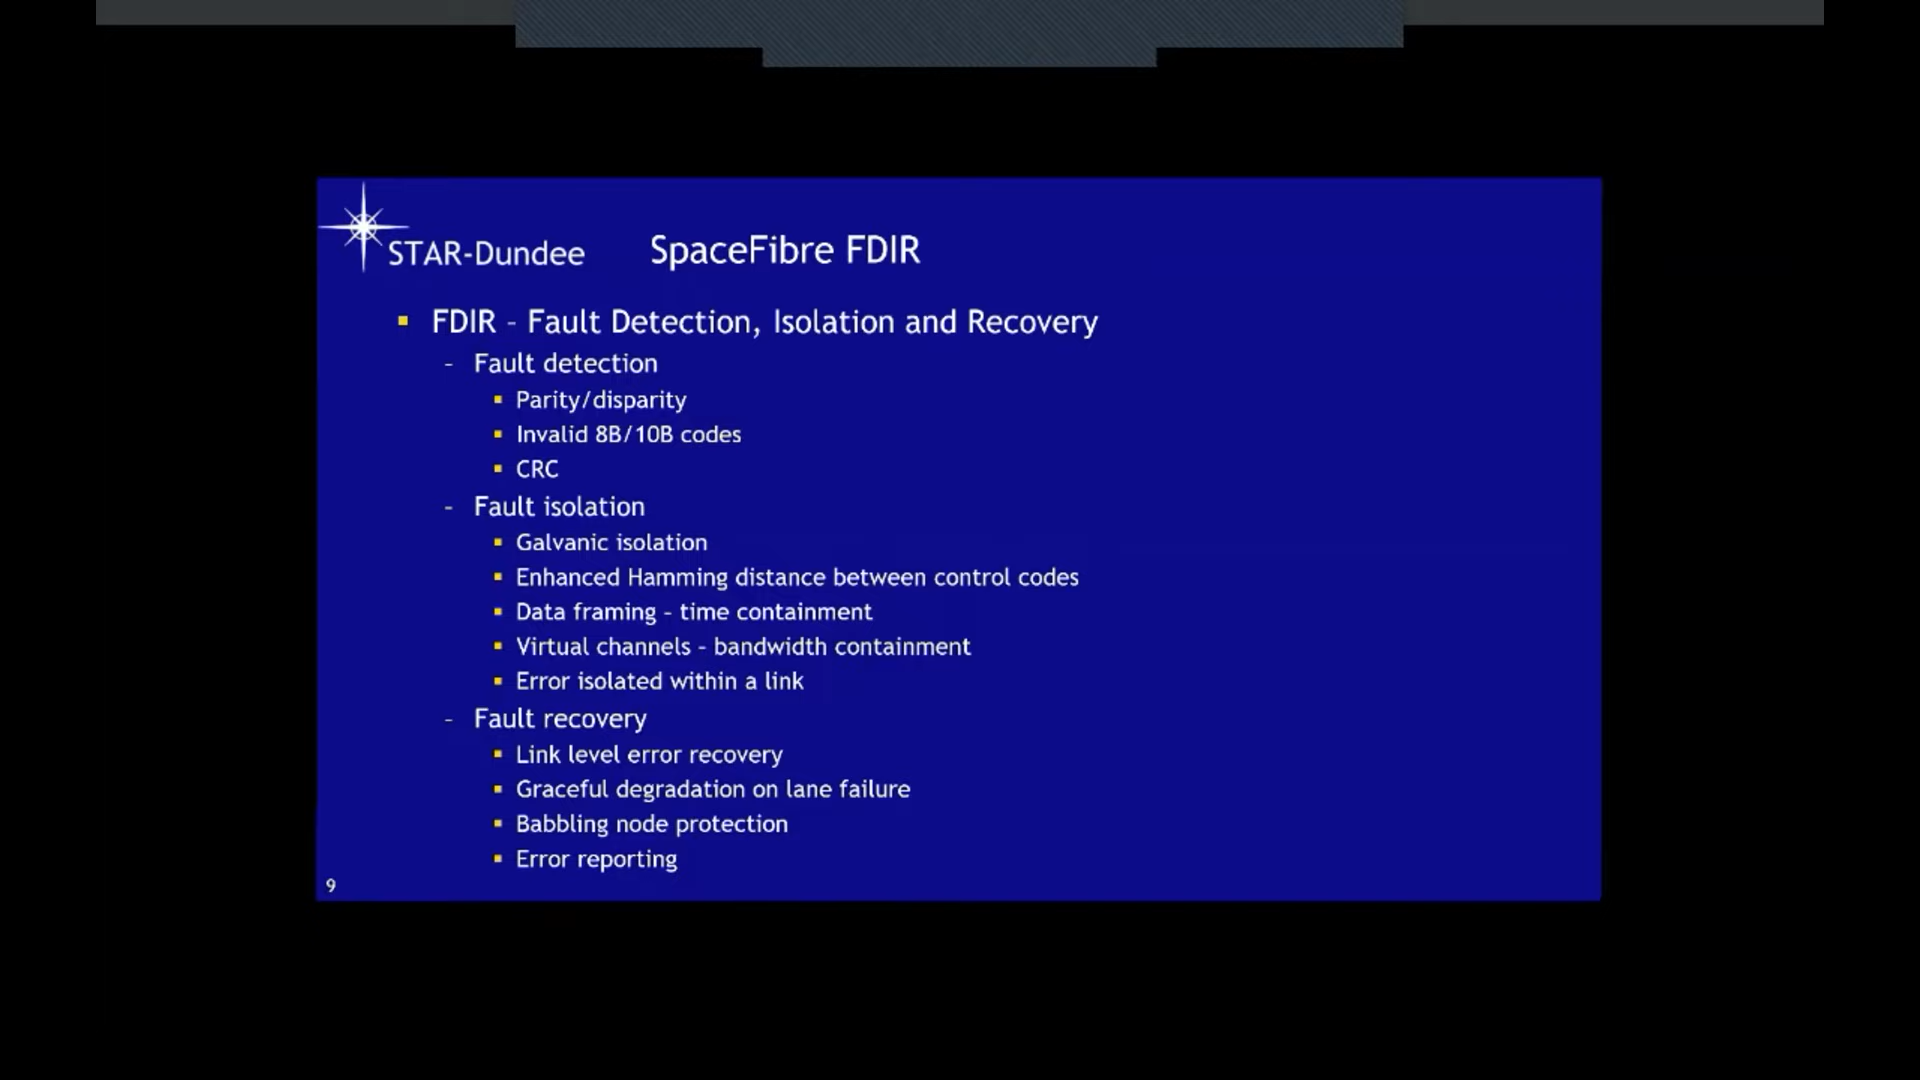 STAR-Dundee
SpaceFibre FDIR
FDIR - Fault Detection, Isolation and Recovery
- Fault detection
Parity/disparity
Invalid 8B/10B codes
CRC
- Fault isolation
Galvanic isolation
Enhanced Hamming distance between control codes
Data framing - time containment
Virtual channels - bandwidth containment
Error isolated within a link
- Fault recovery
Link level error recovery
Graceful degradation on lane failure
Babbling node protection
Error reporting
9